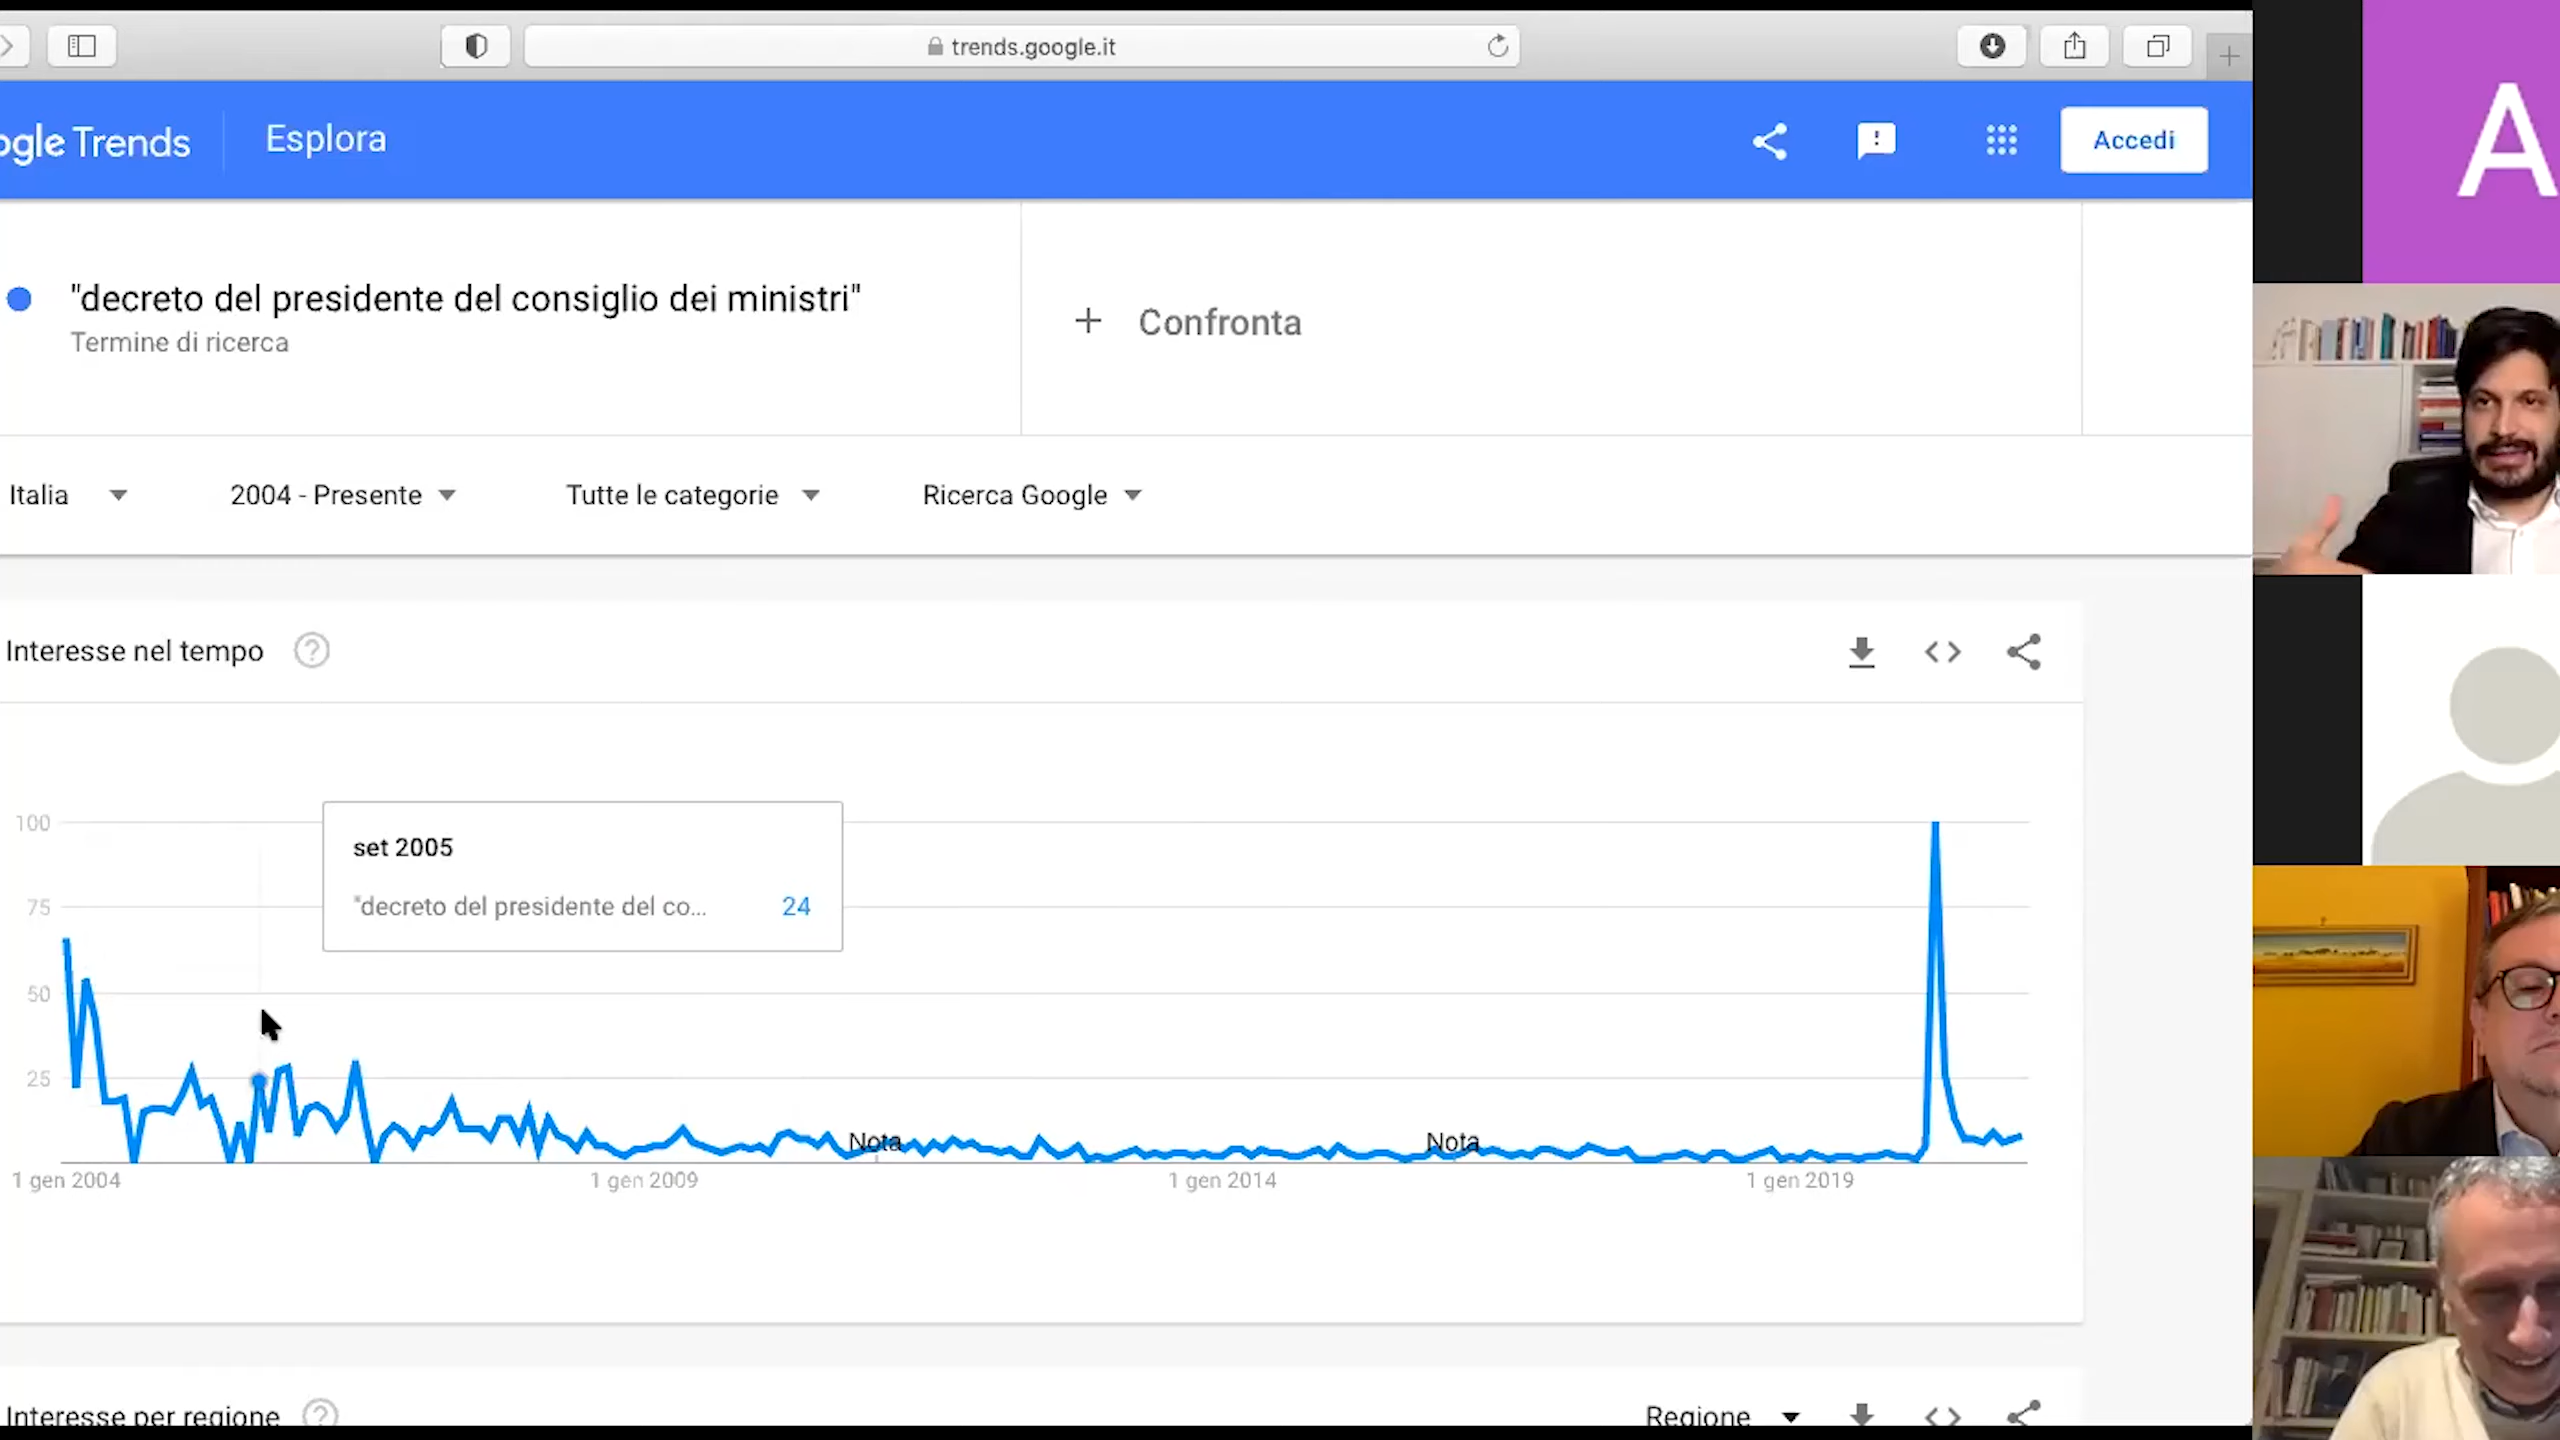 trends.google.it
ogle Trends
Esplora
Accedi
A
"decreto del presidente del consiglio dei ministri"
Termine di ricerca
+ Confronta
Italia
2004 - Presente
Tutte le categorie
Ricerca Google
Interesse nel tempo
100
75
50
25
set 2005
"decreto del presidente del co... 24
Nota
Nota
1 gen 2004
1 gen 2009
1 gen 2014
1 gen 2019
Interesse per regione
Regione